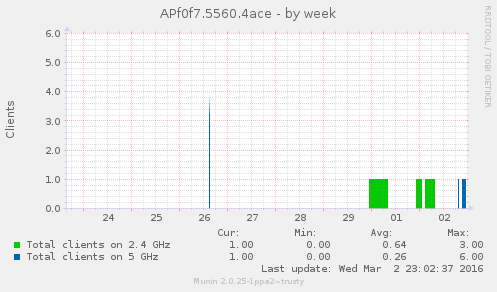 APf0f7.5560.4ace - by week
RRDTOOL / TOBI OETIKER
Clients
6.0
5.0
4.0
3.0
2.0
1.0
0.0
24 25 26 27 28 29 01 02
Cur: Min: Avg: Max:
Total clients on 2.4 GHz 1.00 0.00 0.64 3.00
Total clients on 5 GHz 1.00 0.00 0.26 6.00
Last update: Wed Mar 2 23:02:37 2016
Munin 2.0.25-1ppa2~trusty